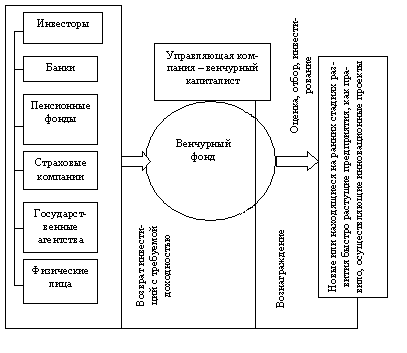 Инвесторы
Банки
Пенсионные
фонды
Страховые
компании
Государст-
венные
агентства
Физические
лица
Управляющая ком-
пания – венчурный
капиталист
Венчурный
фонд
Возврат инвести-
ций с требуемой
доходностью
Вознаграждение
Оценка, отбор, инвести-
рование
Новые или находящиеся на ранних стадиях раз-
вития быстро растущие предприятия, как пра-
вило, осуществляющие инновационные проекты